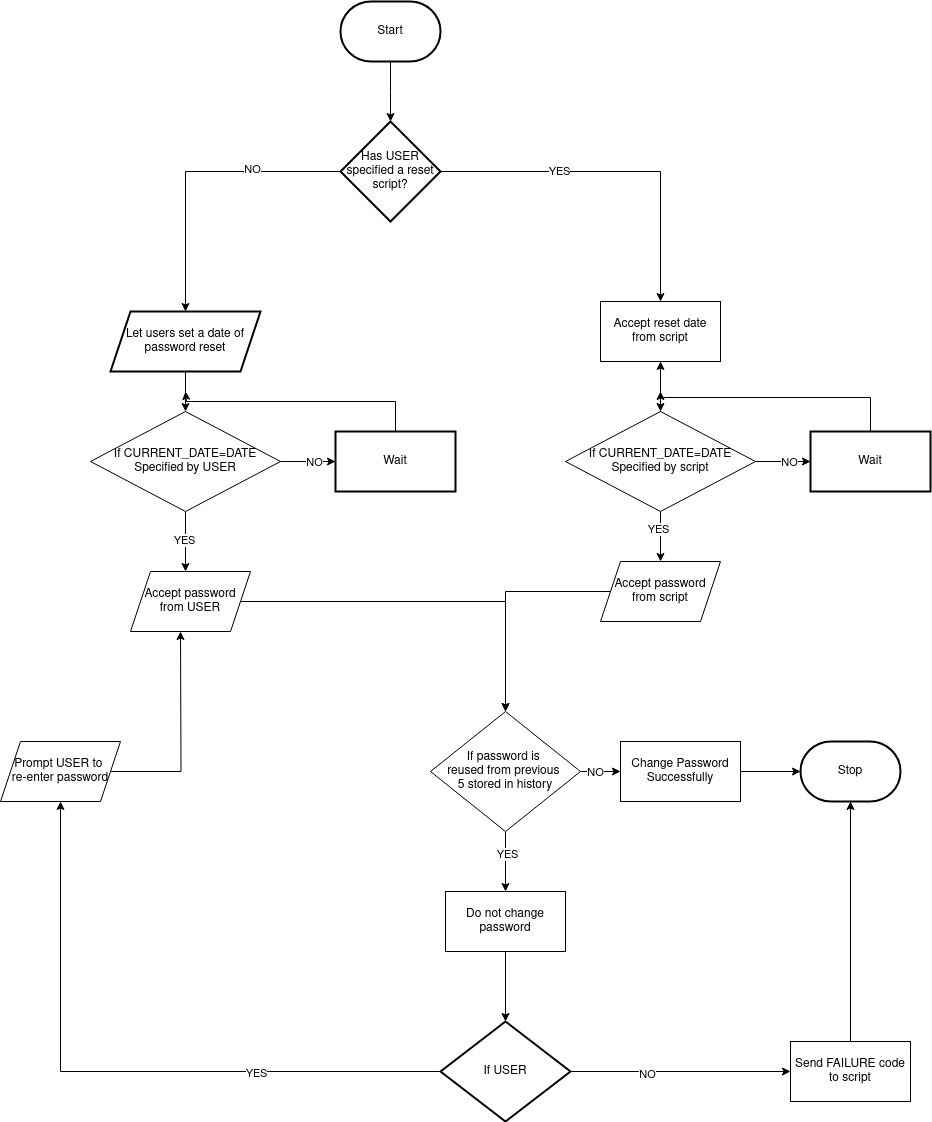 Start
Has USER
specified a reset
script?
NO
YES
Let users set a date of
password reset
Accept reset date
from script
If CURRENT_DATE=DATE
Specified by USER
NO
Wait
If CURRENT_DATE=DATE
Specified by script
NO
Wait
YES
YES
Accept password
from USER
Accept password
from script
Prompt USER to
re-enter password
If password is
reused from previous
5 stored in history
NO
Change Password
Successfully
Stop
YES
Do not change
password
If USER
YES
NO
Send FAILURE code
to script